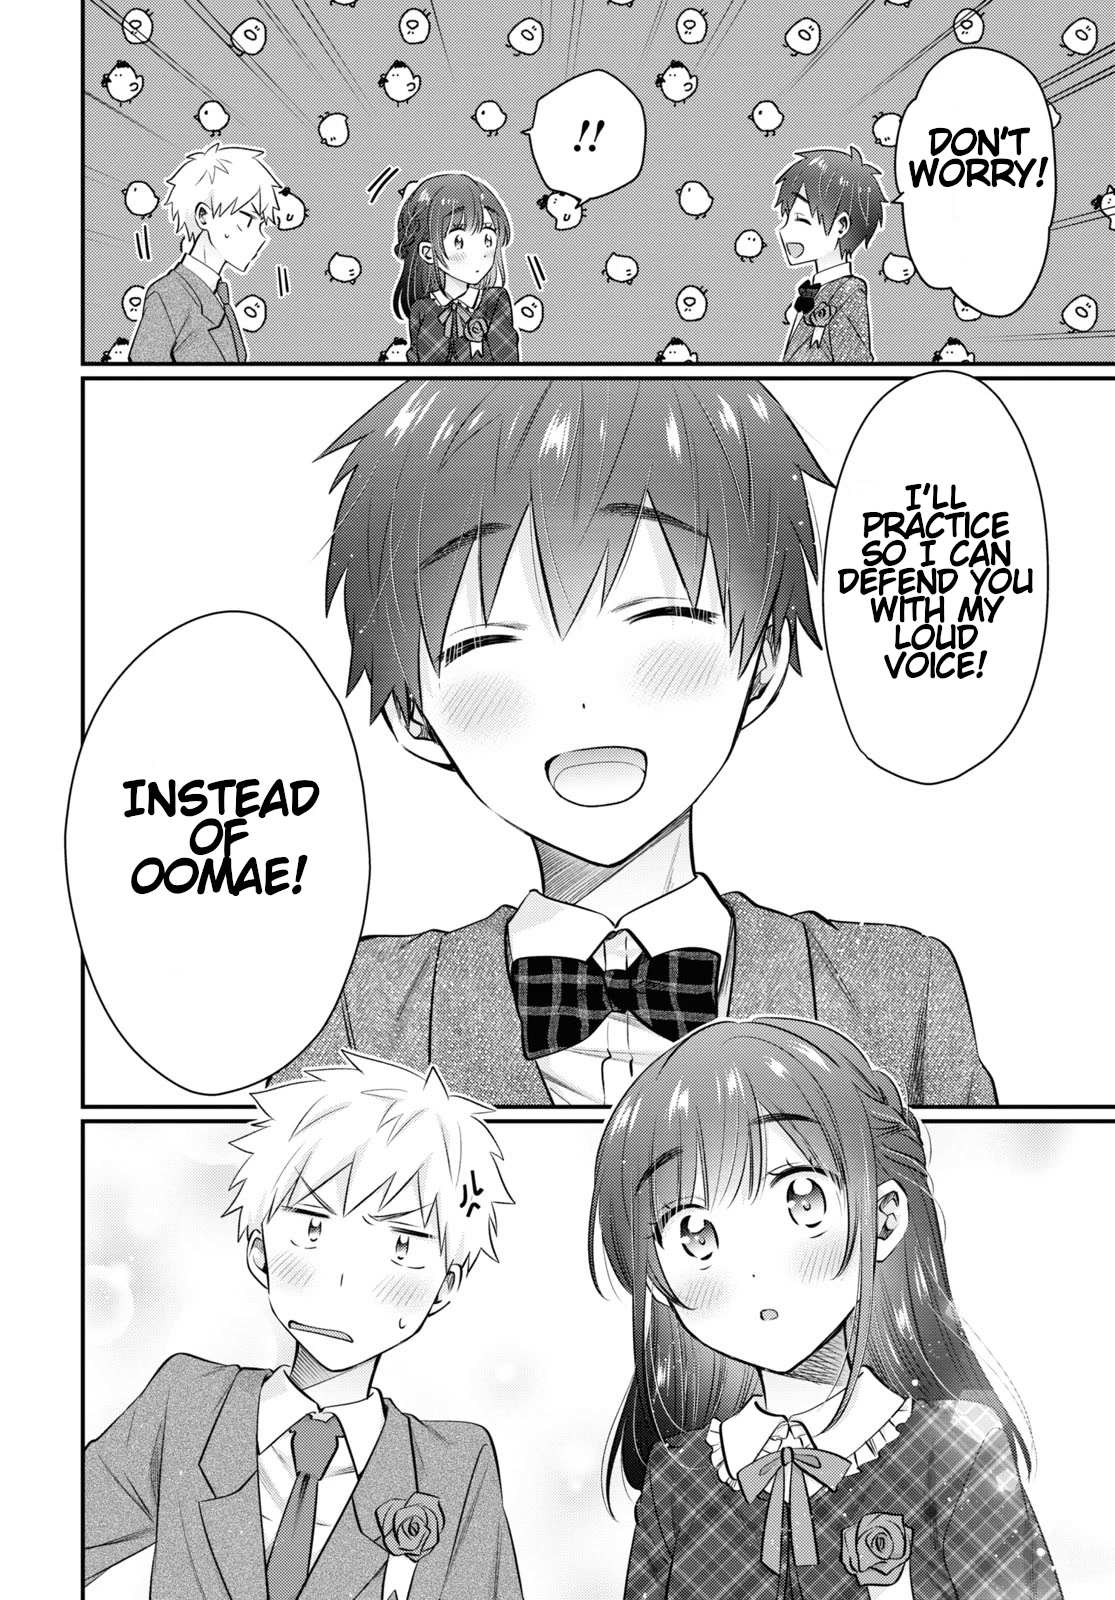 DON'T
WORRY!
!!
I'LL
PRACTICE
SO I CAN
DEFEND YOU
WITH MY
LOUD
VOICE!
INSTEAD
OF
OOMAE!